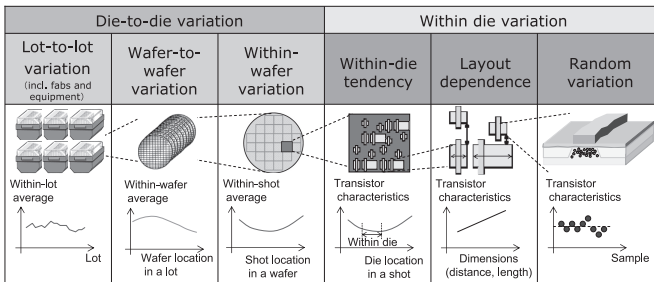 Die-to-die variation
Within die variation
Lot-to-lot
variation
(incl. fabs and
equipment)
Wafer-to-
wafer
variation
Within-
wafer
variation
Within-die
tendency
Layout
dependence
Random
variation
Within-lot
average
Lot
Within-wafer
average
Wafer location
in a lot
Within-shot
average
Shot location
in a wafer
Transistor
characteristics
Within die
Die location
in a shot
Transistor
characteristics
Dimensions
(distance, length)
Transistor
characteristics
Sample